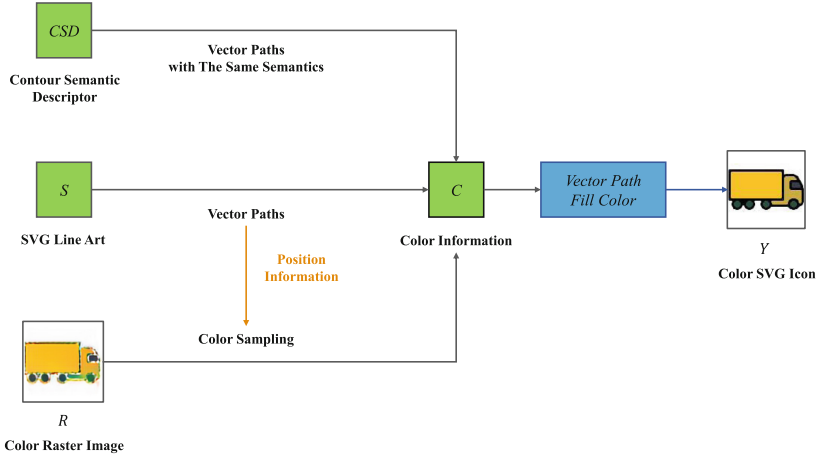 CSD
Contour Semantic
Descriptor
Vector Paths
with The Same Semantics
S
SVG Line Art
Vector Paths
Position
Information
Color Sampling
C
Color Information
Vector Path
Fill Color
Y
Color SVG Icon
R
Color Raster Image